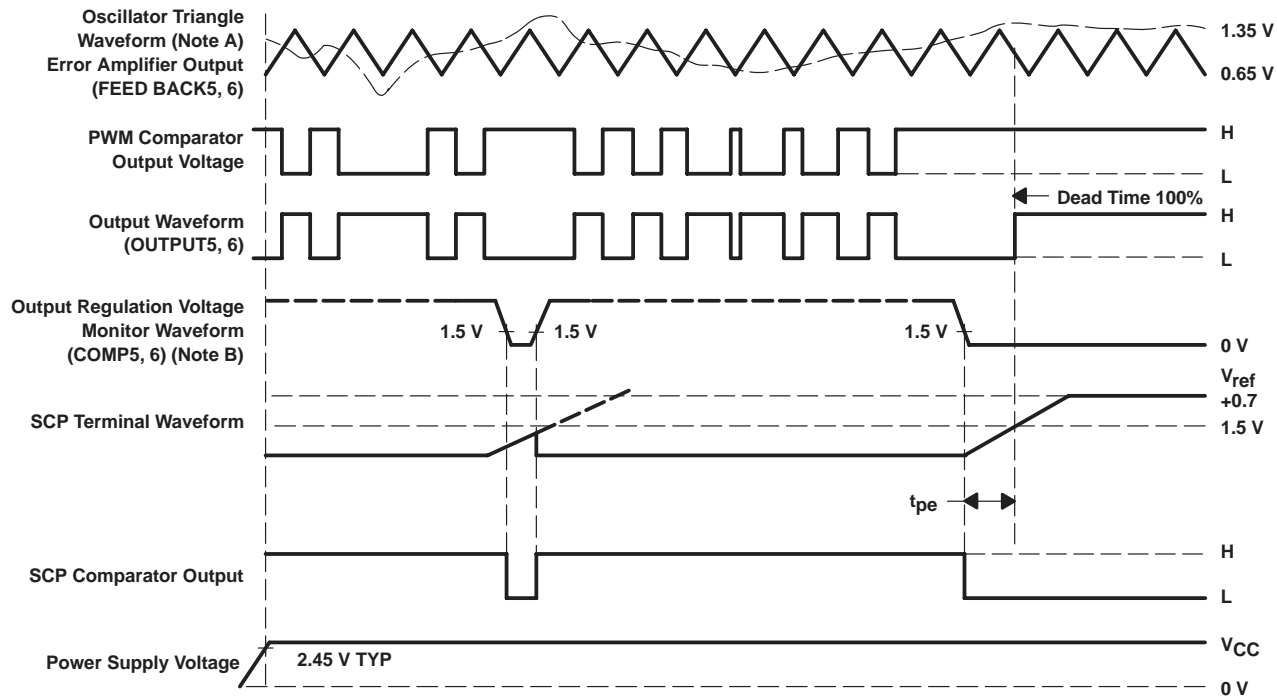 Oscillator Triangle
Waveform (Note A)
Error Amplifier Output
(FEED BACK5, 6)
1.35 V
0.65 V
PWM Comparator
Output Voltage
H
L
Dead Time 100%
Output Waveform
(OUTPUT5, 6)
H
L
Output Regulation Voltage
Monitor Waveform
(COMP5, 6) (Note B)
1.5 V
1.5 V
1.5 V
0 V
SCP Terminal Waveform
Vref
+0.7
1.5 V
tpe
SCP Comparator Output
H
L
Power Supply Voltage
2.45 V TYP
VCC
0 V